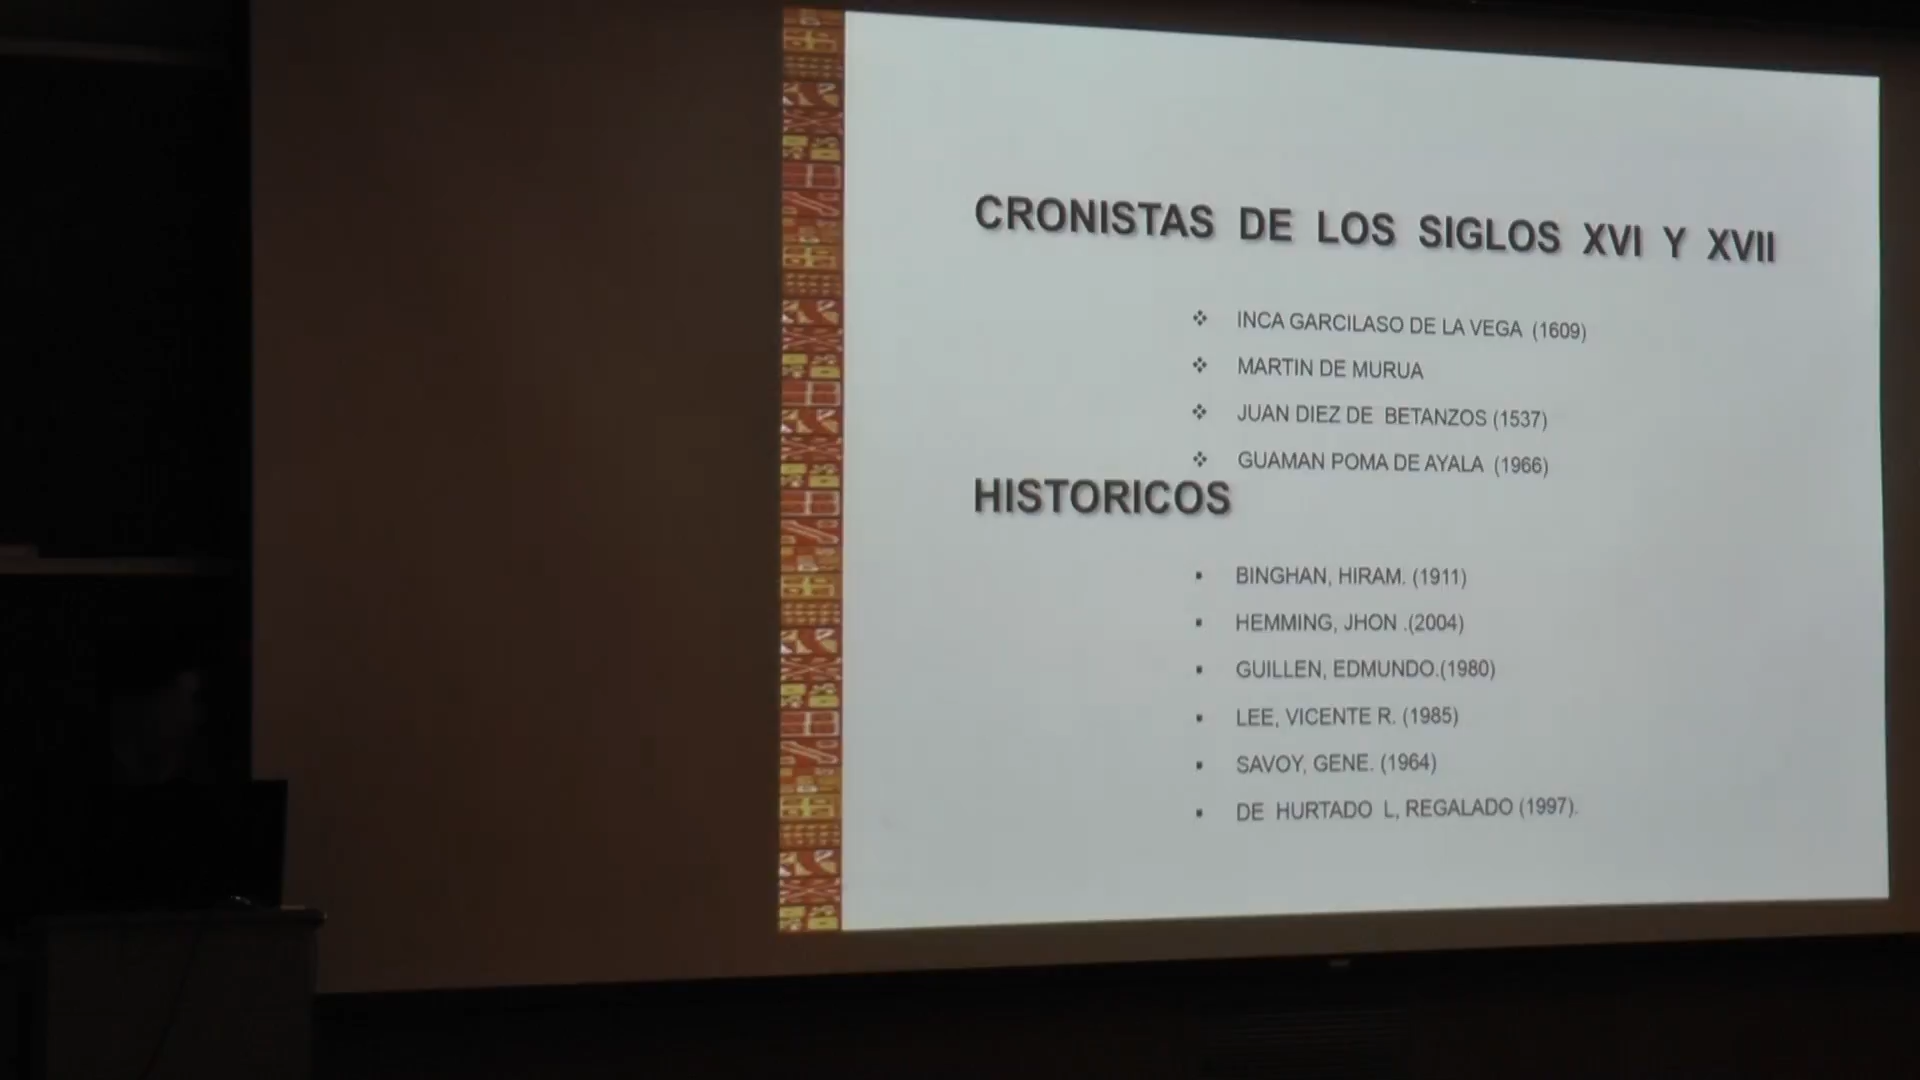 CRONISTAS DE LOS SIGLOS XVI Y XVII
INCA GARCILASO DE LA VEGA (1609)
MARTIN DE MURUA
JUAN DIEZ DE BETANZOS (1537)
GUAMAN POMA DE AYALA (1966)
HISTORICOS
BINGHAN, HIRAM. (1911)
HEMMING, JHON .(2004)
GUILLEN, EDMUNDO.(1980)
LEE, VICENTE R. (1985)
SAVOY, GENE. (1964)
DE HURTADO L, REGALADO (1997).